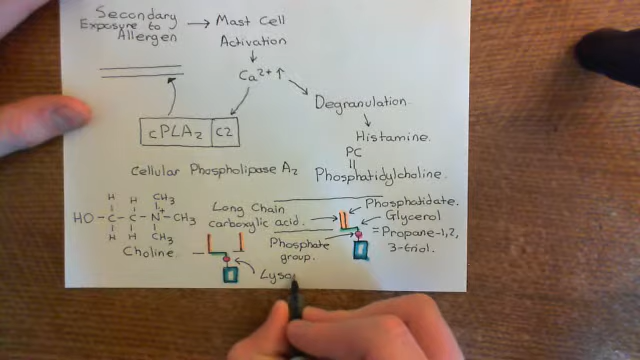 Secondary
Exposure to
Allergen
Mast Cell
Activation
Ca2+ ↑
Degranulation
Histamine.
cPLA2 C2
Cellular Phospholipase A2
PC
=
Phosphatidylcholine.
H H CH3
HO-C-C-N+-CH3
H H CH3
Choline.
Long Chain
carboxylic acid.
Phosphate
group.
Phosphatidate.
Glycerol
=Propane-1,2,
3-triol.
Lyso